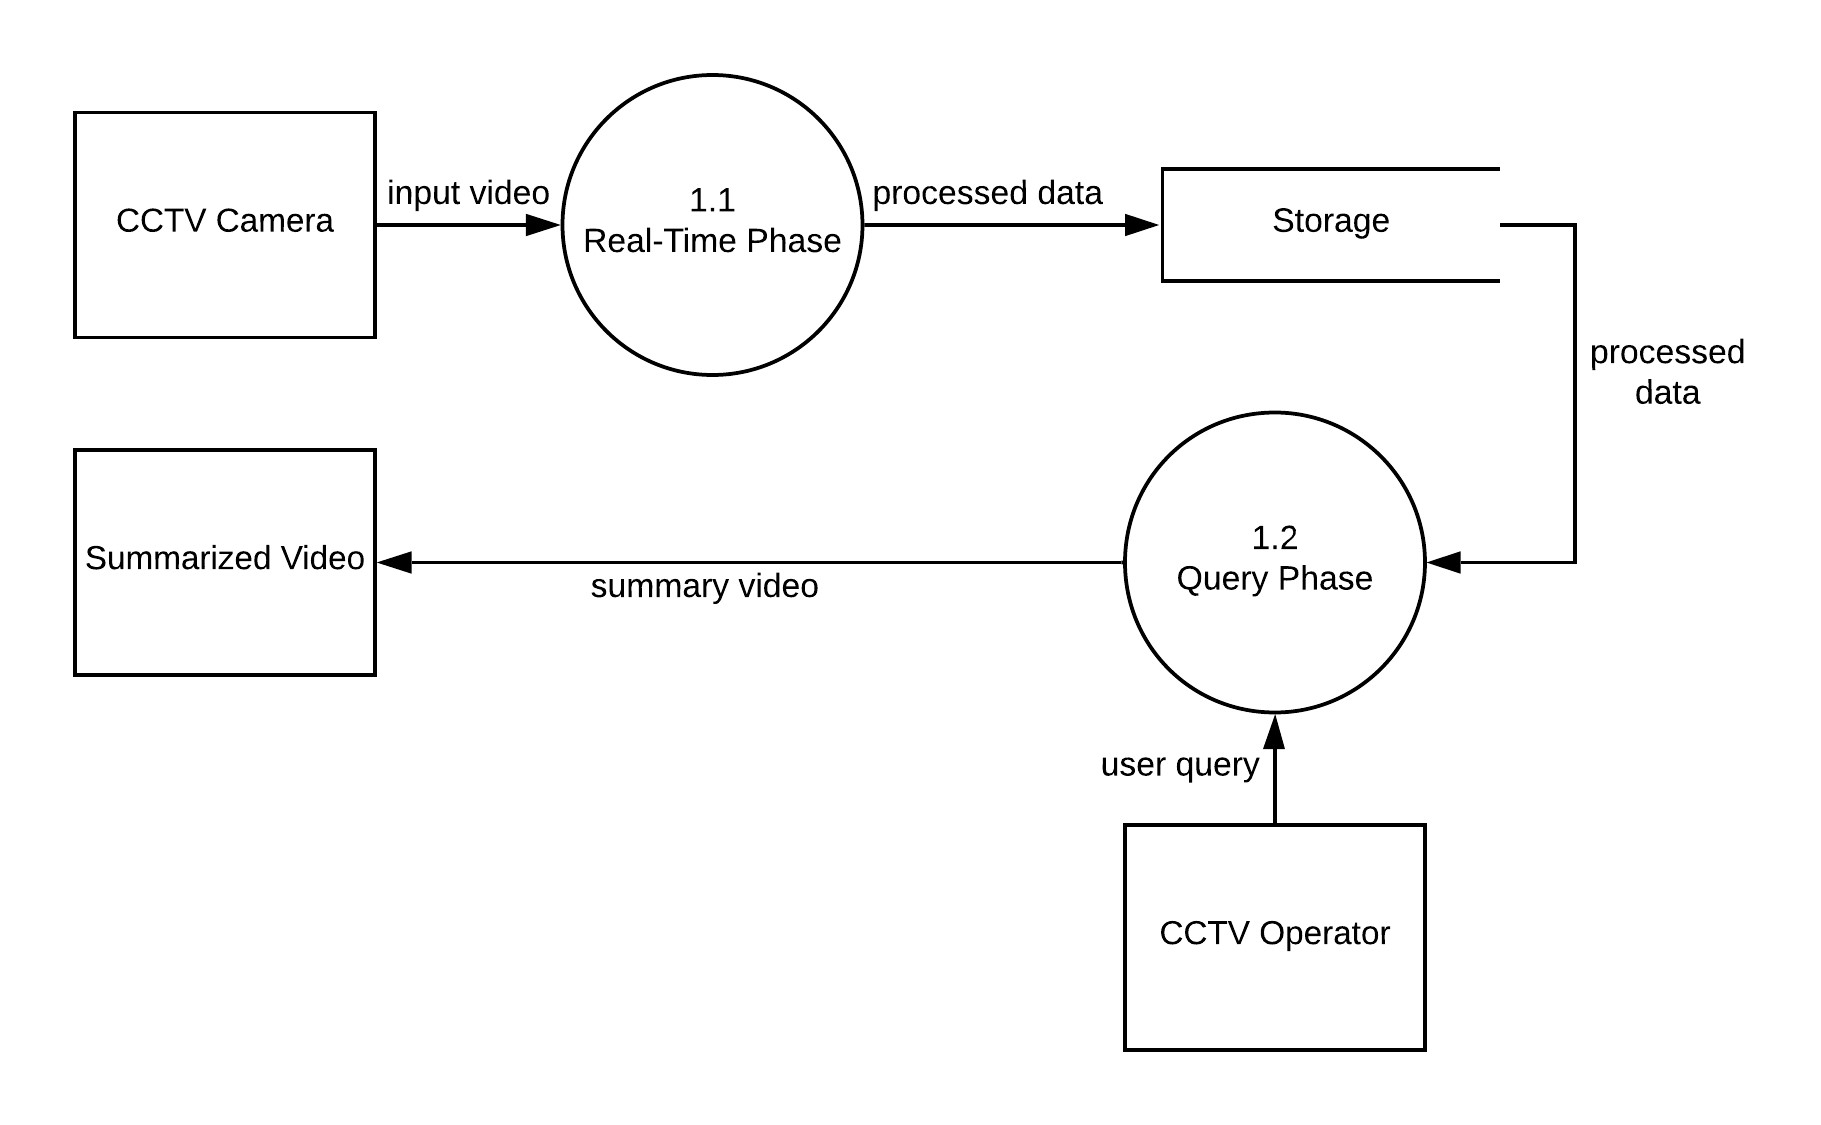 CCTV Camera
input video
1.1
Real-Time Phase
processed data
Storage
processed
data
1.2
Query Phase
summary video
Summarized Video
user query
CCTV Operator